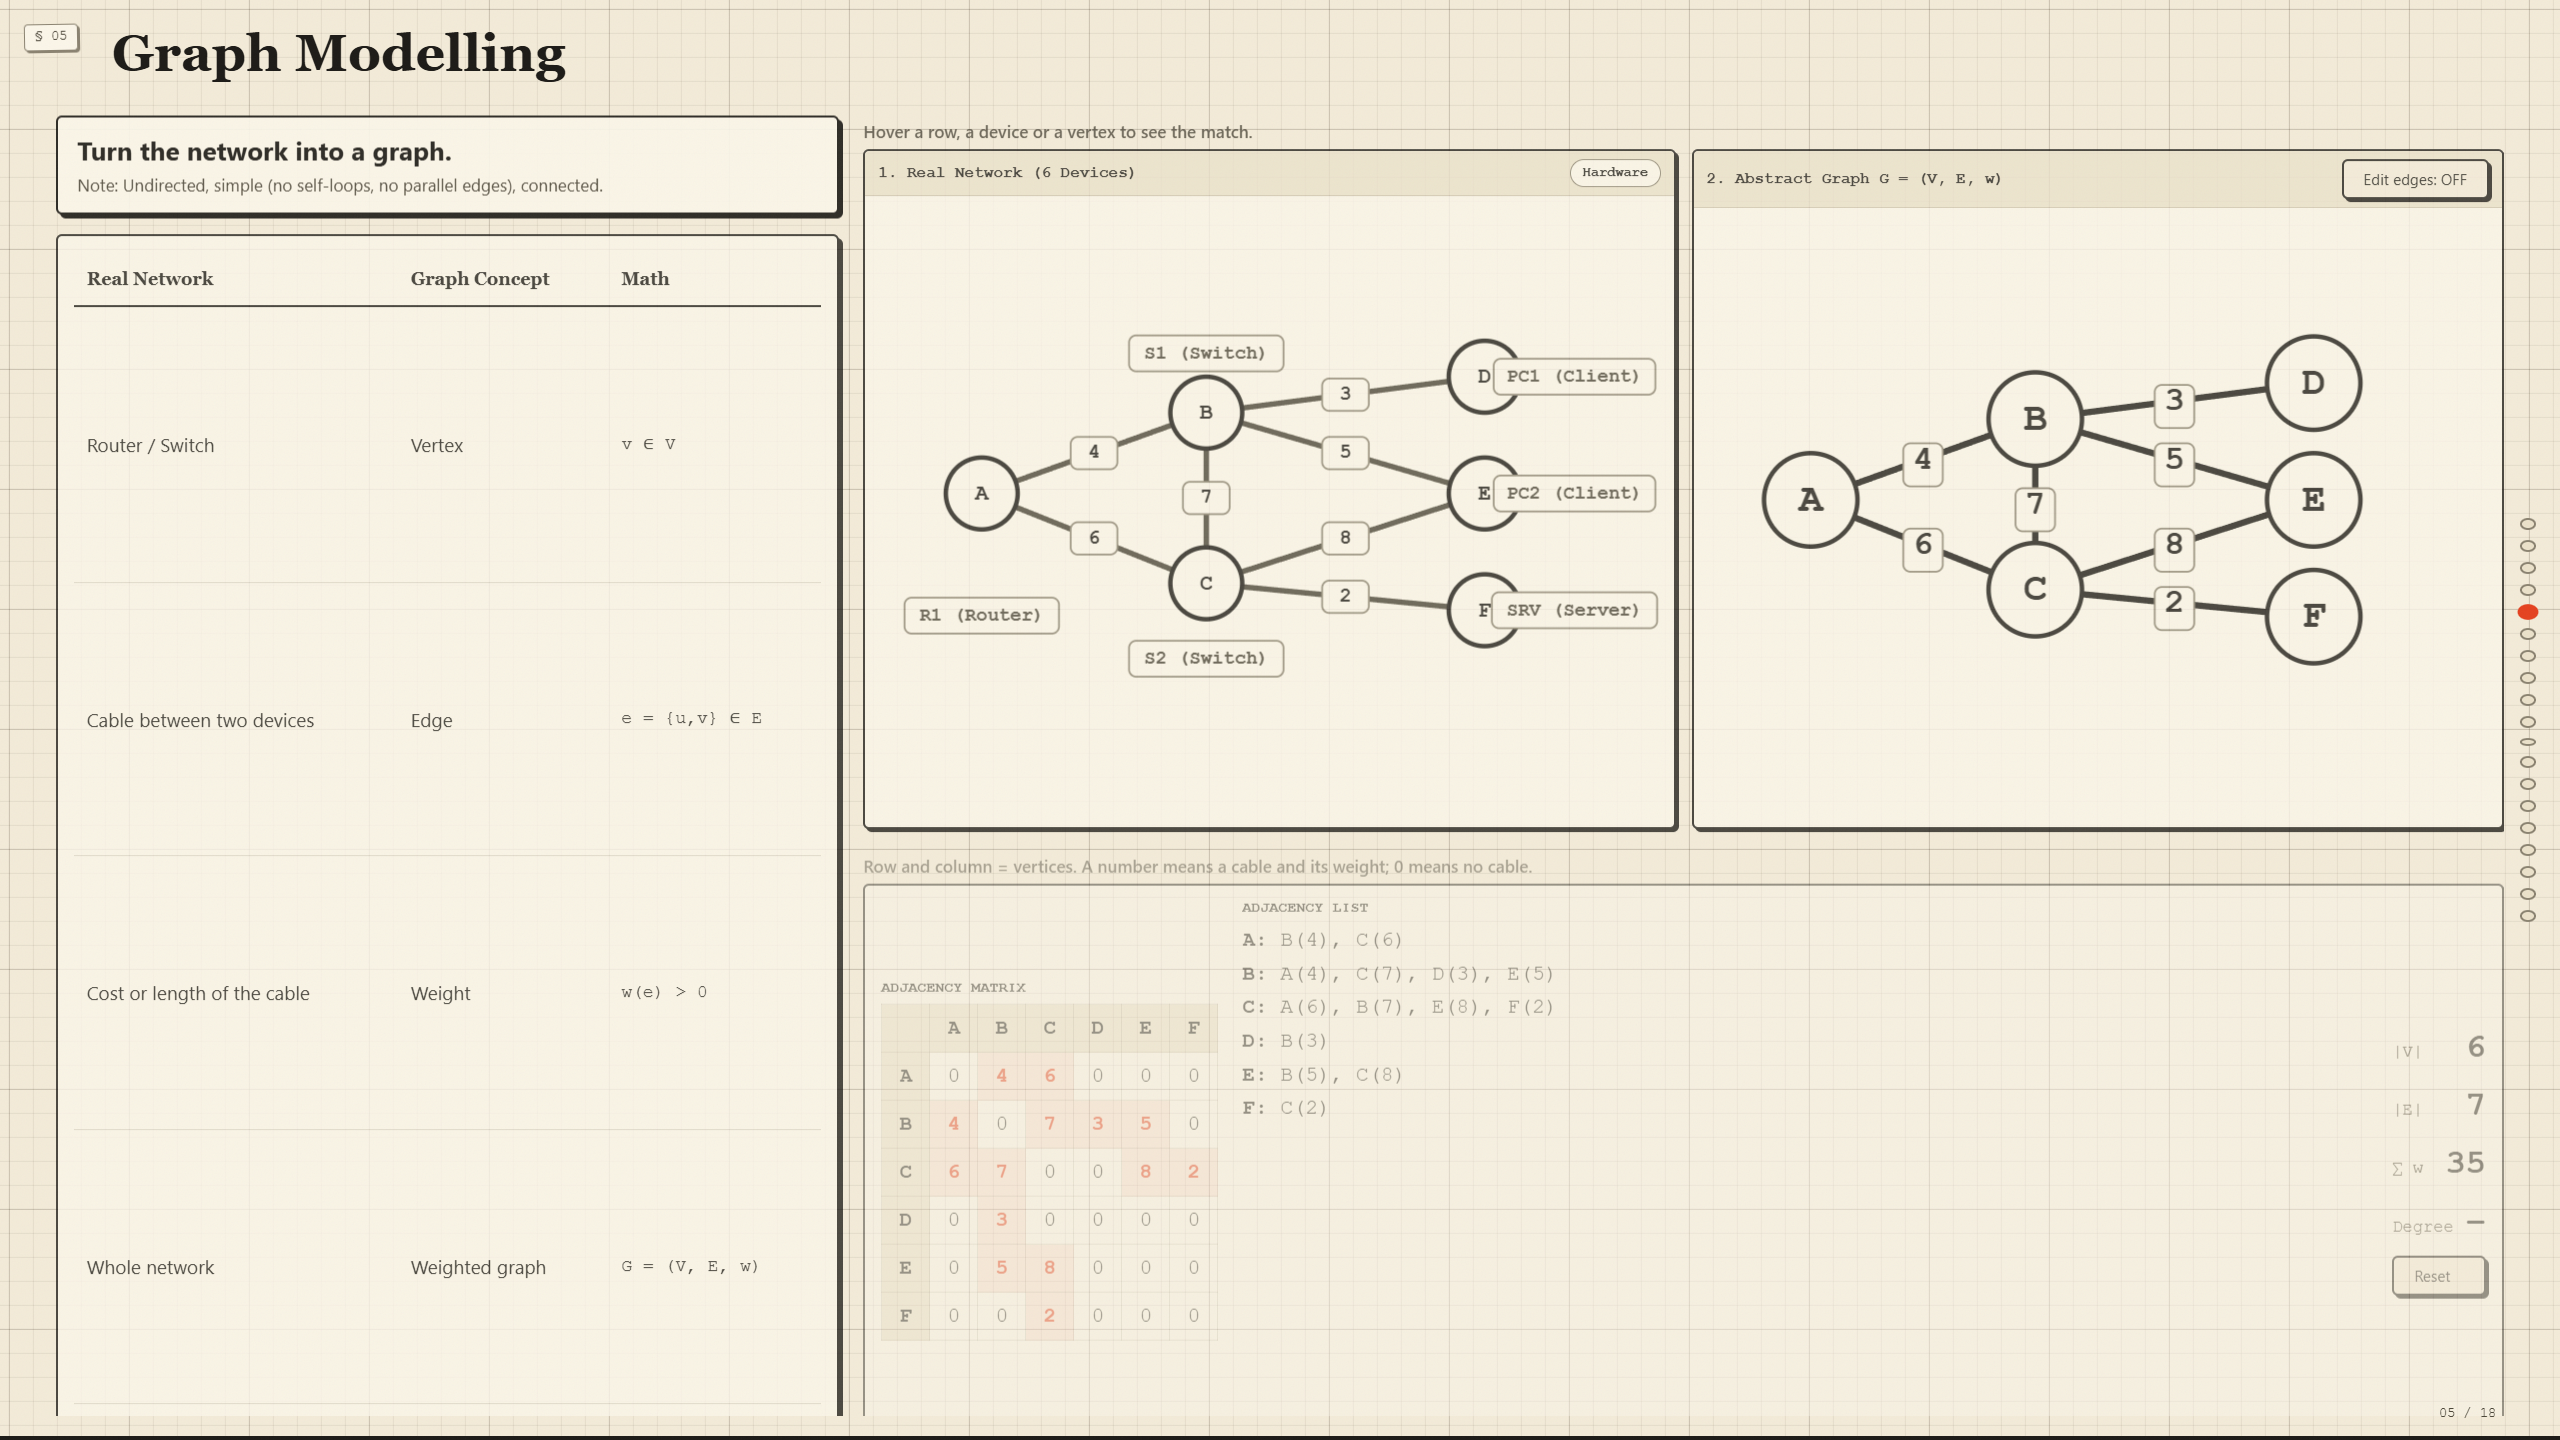 § 05
Graph Modelling
Turn the network into a graph.
Note: Undirected, simple (no self-loops, no parallel edges), connected.
Real Network Graph Concept Math
Router / Switch Vertex v ∈ V
Cable between two devices Edge e = {u,v} ∈ E
Cost or length of the cable Weight w(e) > 0
Whole network Weighted graph G = (V, E, w)
Hover a row, a device or a vertex to see the match.
1. Real Network (6 Devices) Hardware
S1 (Switch)
D PC1 (Client)
3
B
4
5
A
7
E PC2 (Client)
6
8
C
2
F SRV (Server)
R1 (Router)
S2 (Switch)
2. Abstract Graph G = (V, E, w) Edit edges: OFF
D
3
B
4
5
A
7
E
6
8
C
2
F
Row and column = vertices. A number means a cable and its weight; 0 means no cable.
ADJACENCY MATRIX
A B C D E F
A 0 4 6 0 0 0
B 4 0 7 3 5 0
C 6 7 0 0 8 2
D 0 3 0 0 0 0
E 0 5 8 0 0 0
F 0 0 2 0 0 0
ADJACENCY LIST
A: B(4), C(6)
B: A(4), C(7), D(3), E(5)
C: A(6), B(7), E(8), F(2)
D: B(3)
E: B(5), C(8)
F: C(2)
|V| 6
|E| 7
∑ w 35
Degree —
Reset
05 / 18